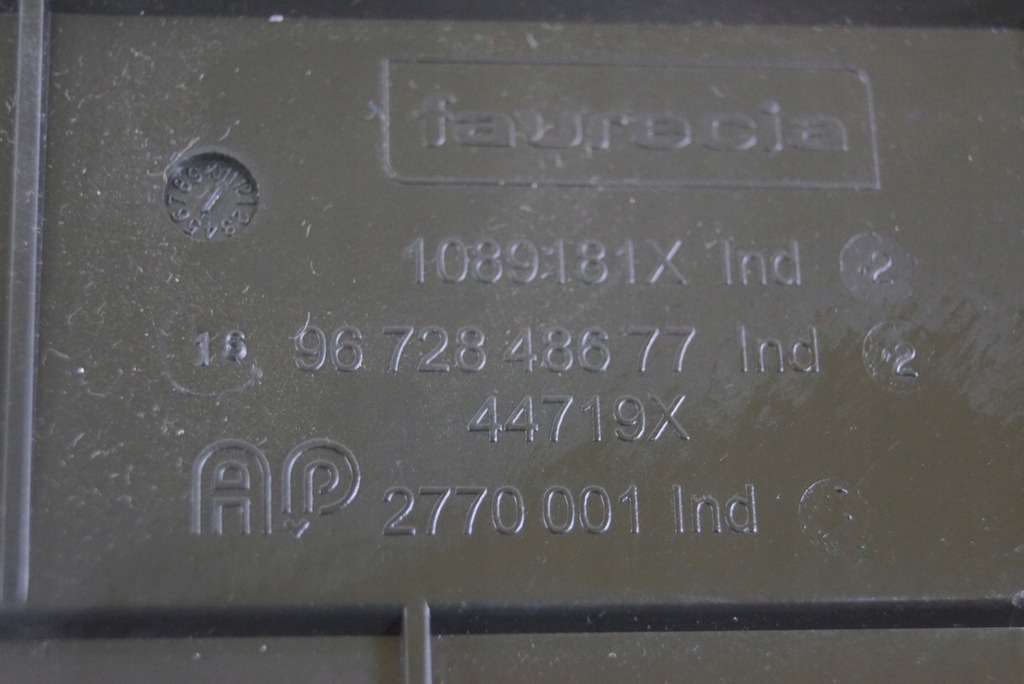 faurecia
1089181X Ind 2
16 96 728 486 77 Ind 2
44719X
AP 2770 001 Ind